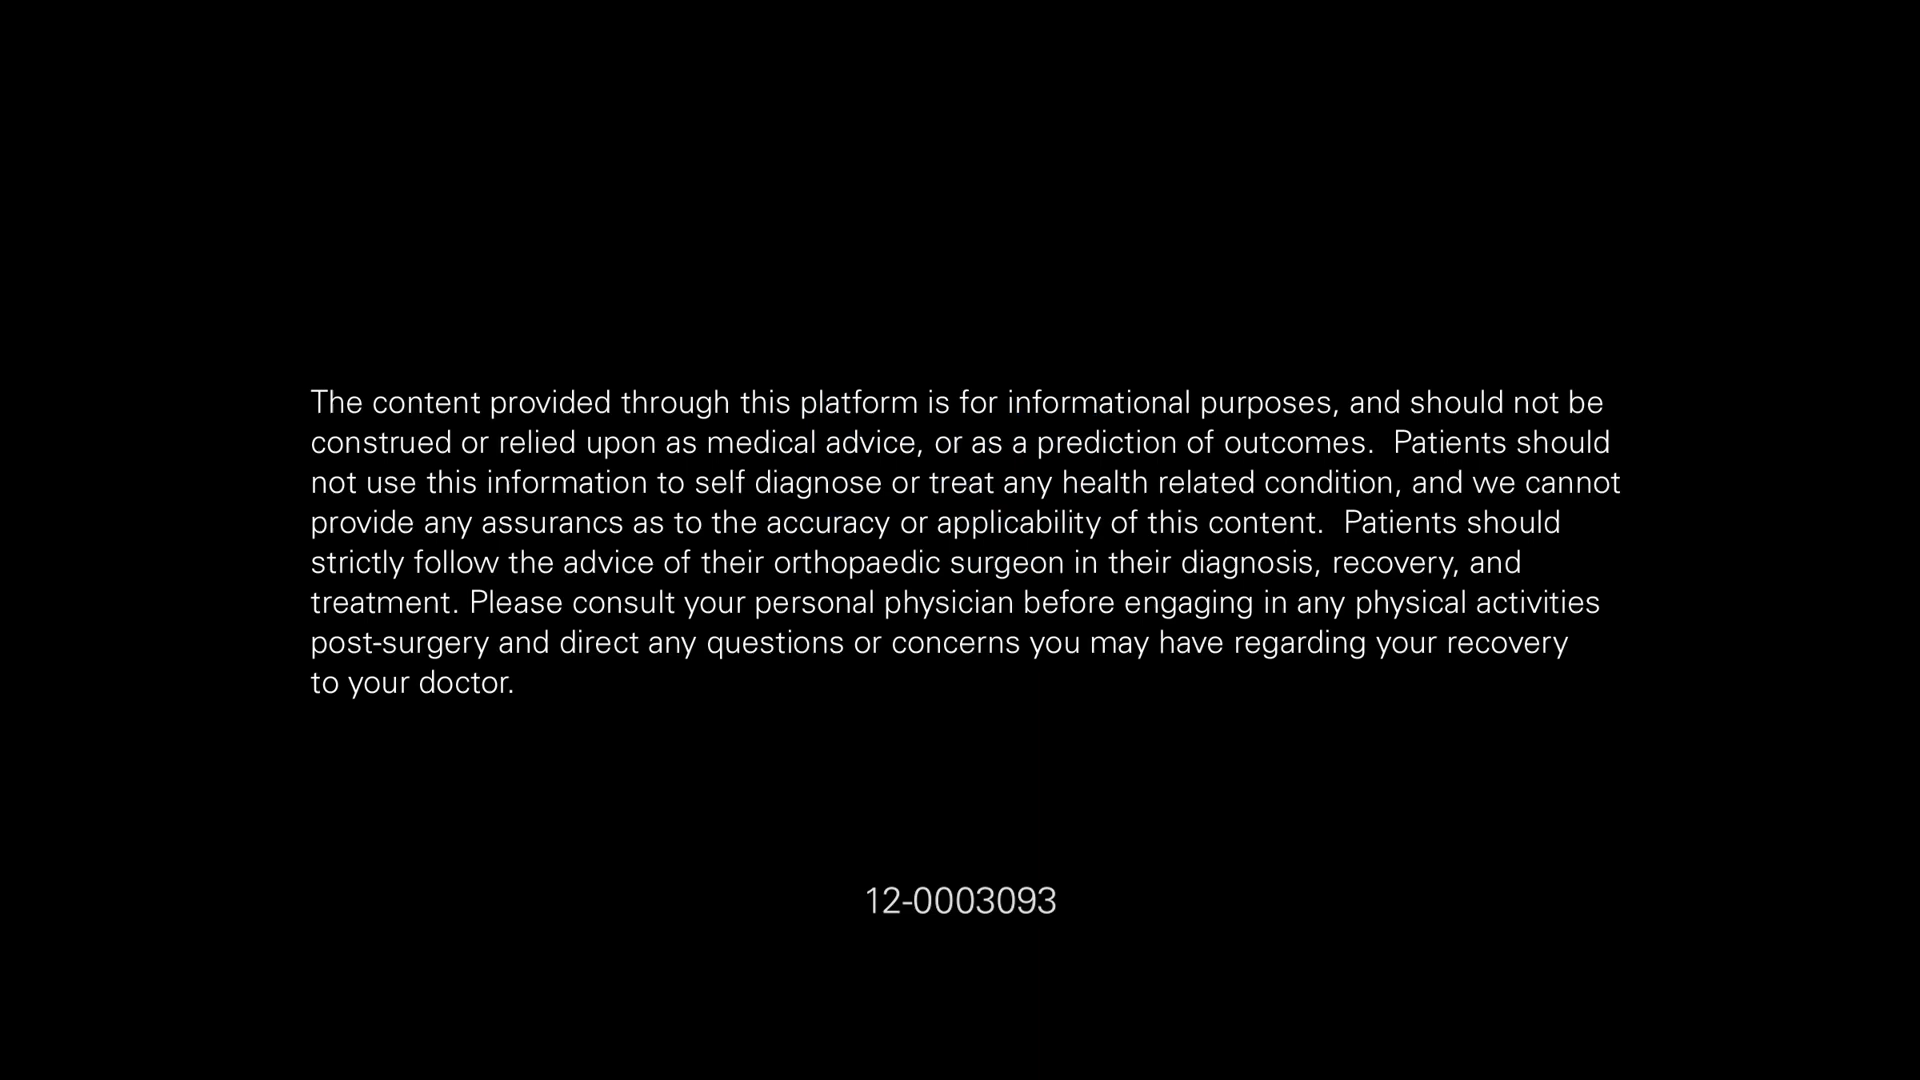 The content provided through this platform is for informational purposes, and should not be
construed or relied upon as medical advice, or as a prediction of outcomes.  Patients should
not use this information to self diagnose or treat any health related condition, and we cannot
provide any assurancs as to the accuracy or applicability of this content.  Patients should
strictly follow the advice of their orthopaedic surgeon in their diagnosis, recovery, and
treatment. Please consult your personal physician before engaging in any physical activities
post-surgery and direct any questions or concerns you may have regarding your recovery
to your doctor.
12-0003093